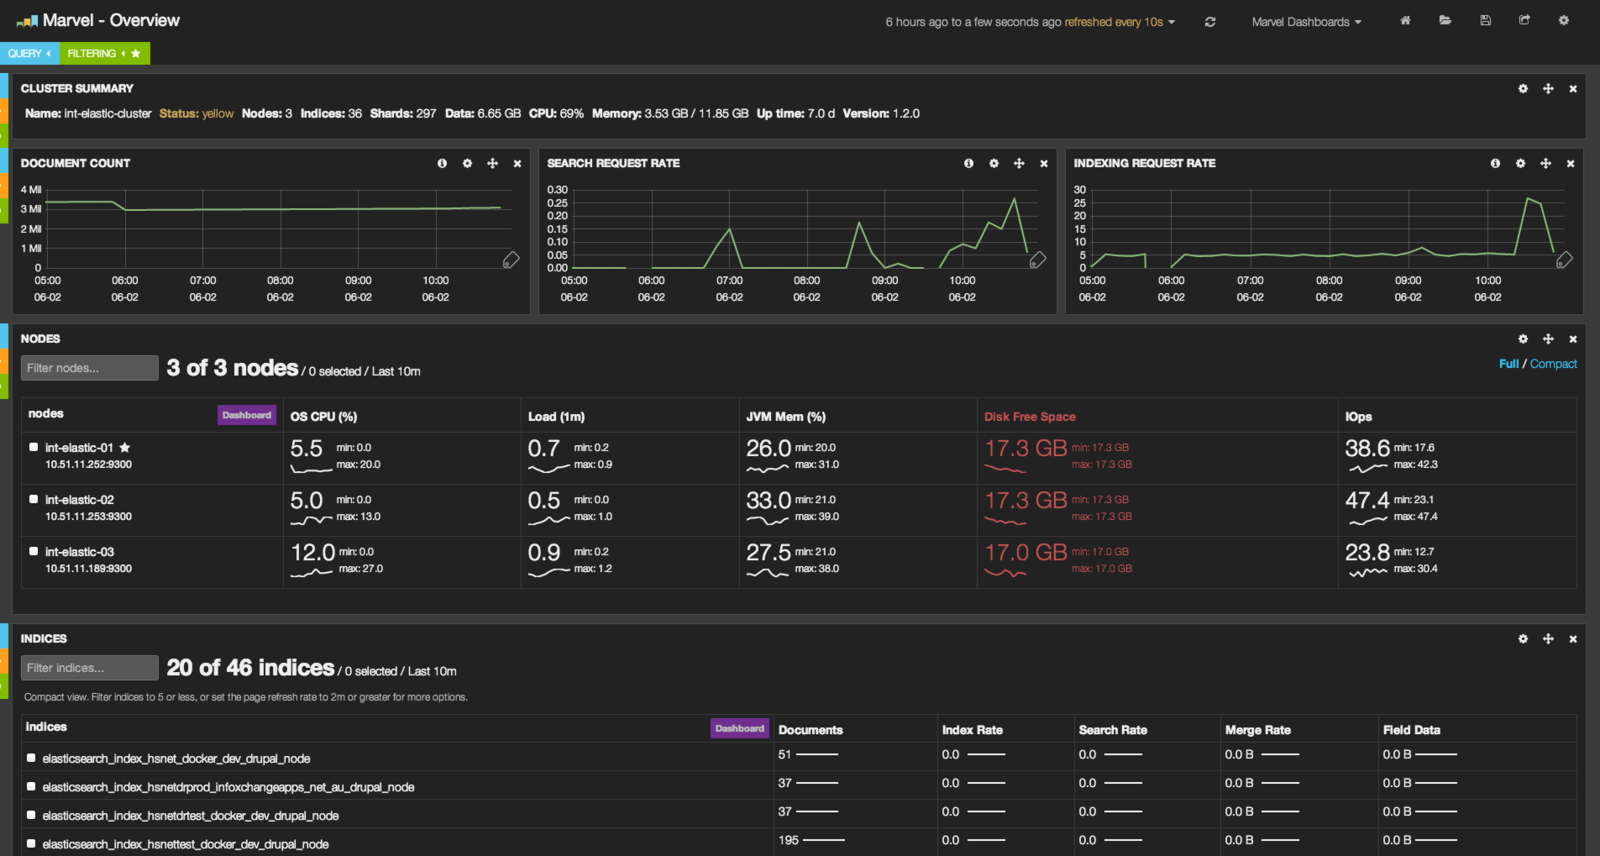 Marvel - Overview
6 hours ago to a few seconds ago refreshed every 10s
Marvel Dashboards
QUERY
FILTERING
CLUSTER SUMMARY
Name: int-elastic-cluster Status: yellow Nodes: 3 Indices: 36 Shards: 297 Data: 6.65 GB CPU: 69% Memory: 3.53 GB / 11.85 GB Up time: 7.0 d Version: 1.2.0
DOCUMENT COUNT
4 Mil
3 Mil
2 Mil
1 Mil
0
05:00 06:00 07:00 08:00 09:00 10:00
06-02 06-02 06-02 06-02 06-02 06-02
SEARCH REQUEST RATE
0.30
0.25
0.20
0.15
0.10
0.05
0.00
05:00 06:00 07:00 08:00 09:00 10:00
06-02 06-02 06-02 06-02 06-02 06-02
INDEXING REQUEST RATE
30
25
20
15
10
5
0
05:00 06:00 07:00 08:00 09:00 10:00
06-02 06-02 06-02 06-02 06-02 06-02
NODES
Filter nodes...
3 of 3 nodes / 0 selected / Last 10m
Full / Compact
nodes Dashboard OS CPU (%) Load (1m) JVM Mem (%) Disk Free Space IOps
int-elastic-01 5.5 min: 0.0 0.7 min: 0.2 26.0 min: 20.0 17.3 GB min: 17.3 GB 38.6 min: 17.6
10.51.11.252:9300 max: 20.0 max: 0.9 max: 31.0 max: 17.3 GB max: 42.3
int-elastic-02 5.0 min: 0.0 0.5 min: 0.0 33.0 min: 21.0 17.3 GB min: 17.3 GB 47.4 min: 23.1
10.51.11.253:9300 max: 13.0 max: 1.0 max: 39.0 max: 17.3 GB max: 47.4
int-elastic-03 12.0 min: 0.0 0.9 min: 0.2 27.5 min: 21.0 17.0 GB min: 17.0 GB 23.8 min: 12.7
10.51.11.189:9300 max: 27.0 max: 1.2 max: 38.0 max: 17.0 GB max: 30.4
INDICES
Filter indices...
20 of 46 indices / 0 selected / Last 10m
Compact view. Filter indices to 5 or less, or set the page refresh rate to 2m or greater for more options.
indices Dashboard Documents Index Rate Search Rate Merge Rate Field Data
elasticsearch_index_hsnet_docker_dev_drupal_node 51 0.0 0.0 0.0 B 0.0 B
elasticsearch_index_hsnetdrprod_infoxchangeapps_net_au_drupal_node 37 0.0 0.0 0.0 B 0.0 B
elasticsearch_index_hsnetdrtest_docker_dev_drupal_node 37 0.0 0.0 0.0 B 0.0 B
elasticsearch_index_hsnettest_docker_dev_drupal_node 195 0.0 0.0 0.0 B 0.0 B